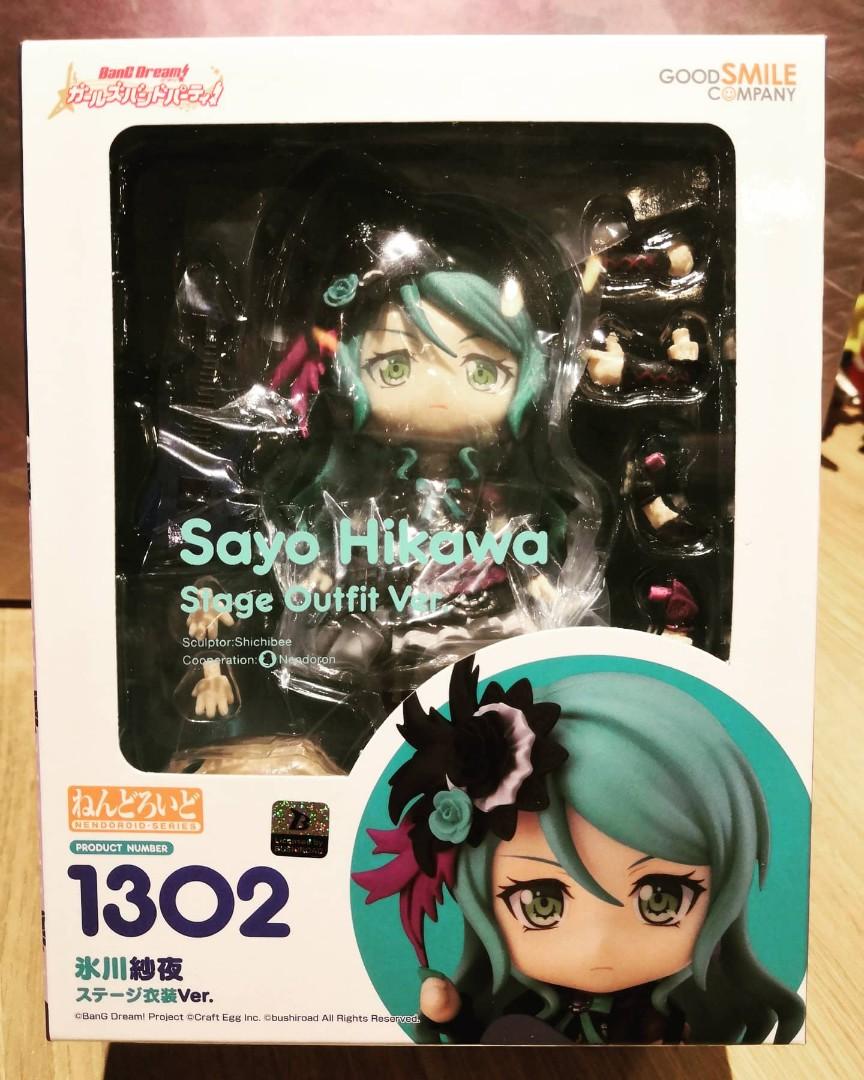 BanG Dream!
ガールズバンドパーティ!
GOOD SMILE
COMPANY
Sayo Hikawa
Stage Outfit Ver.
Sculptor:Shichibee
Cooperation: Nendoron
ねんどろいど
NENDOROID-SERIES
B
Licensed by
BUSHIROAD
PRODUCT NUMBER
1302
氷川紗夜
ステージ衣装Ver.
©BanG Dream! Project ©Craft Egg Inc. ©bushiroad All Rights Reserved.